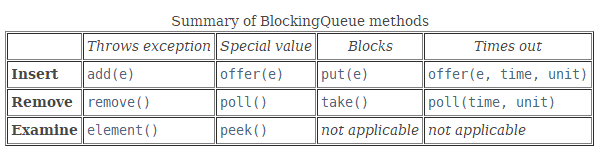 Summary of BlockingQueue methods
Throws exception Special value Blocks Times out
Insert add(e) offer(e) put(e) offer(e, time, unit)
Remove remove() poll() take() poll(time, unit)
Examine element() peek() not applicable not applicable